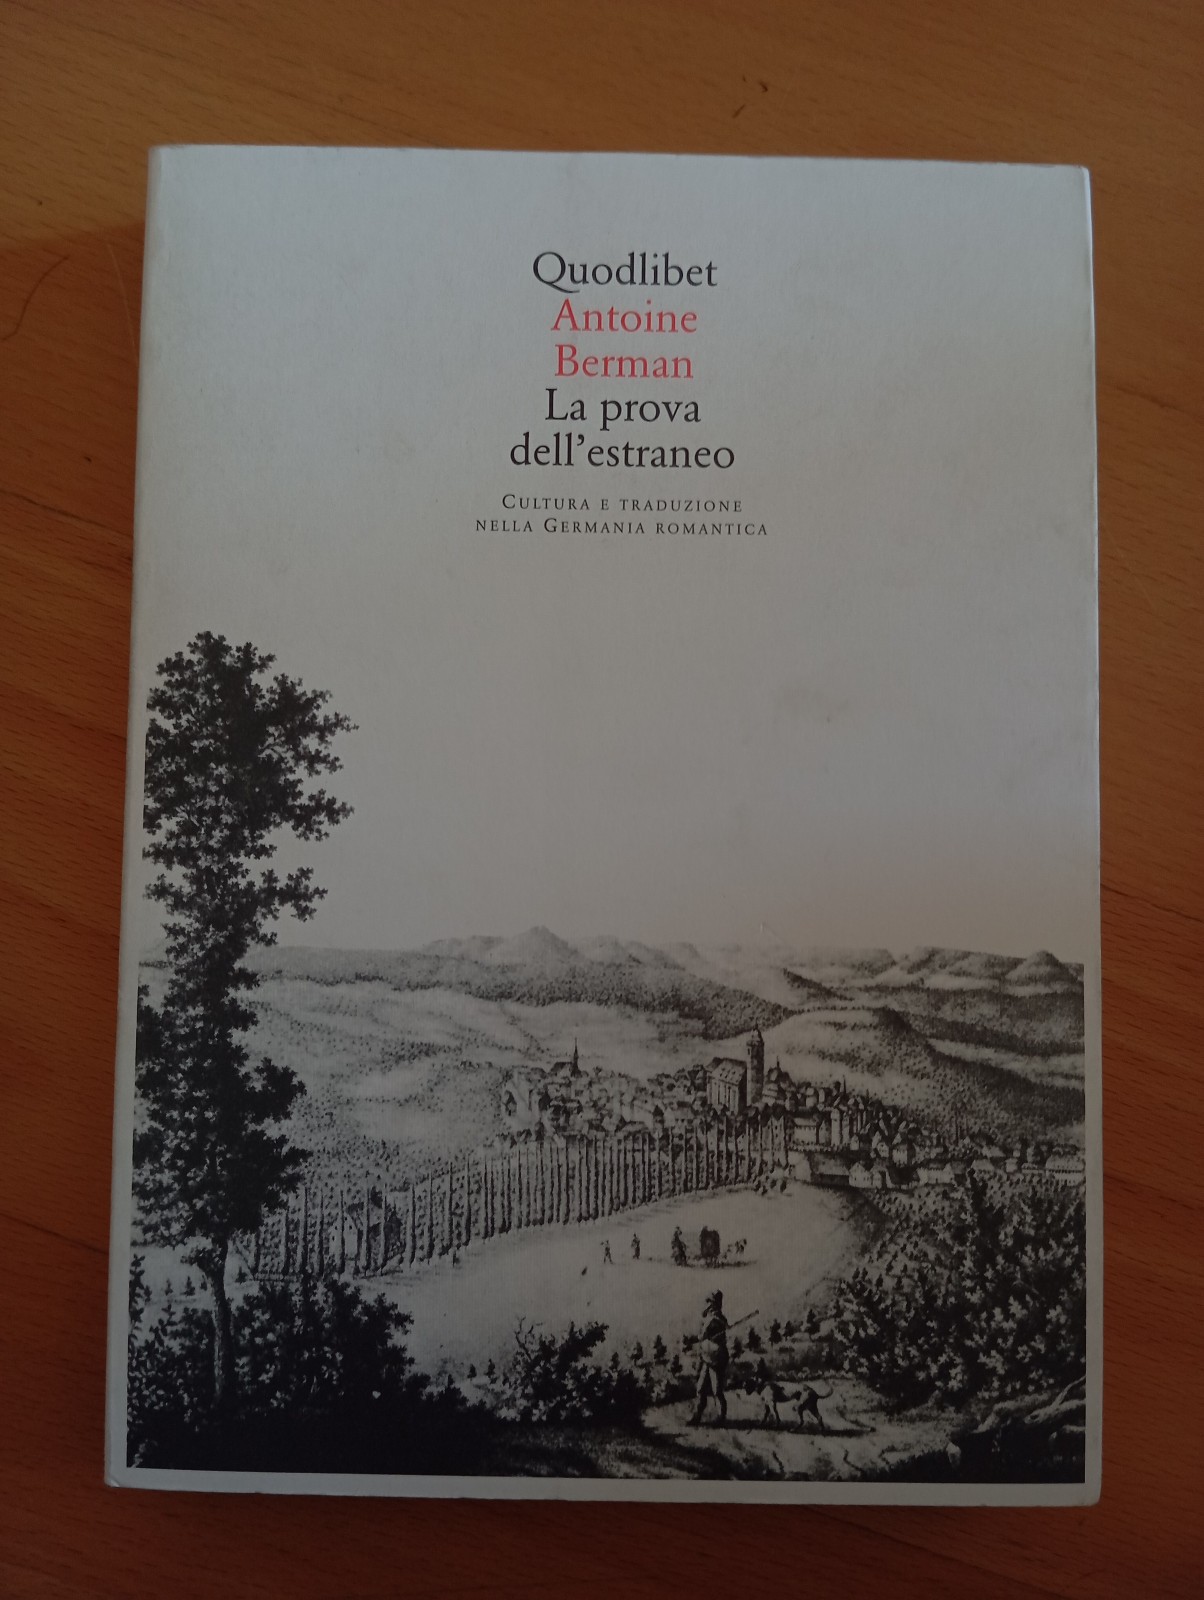 Quodlibet
Antoine
Berman
La prova
dell’estraneo
Cultura e traduzione
nella Germania romantica